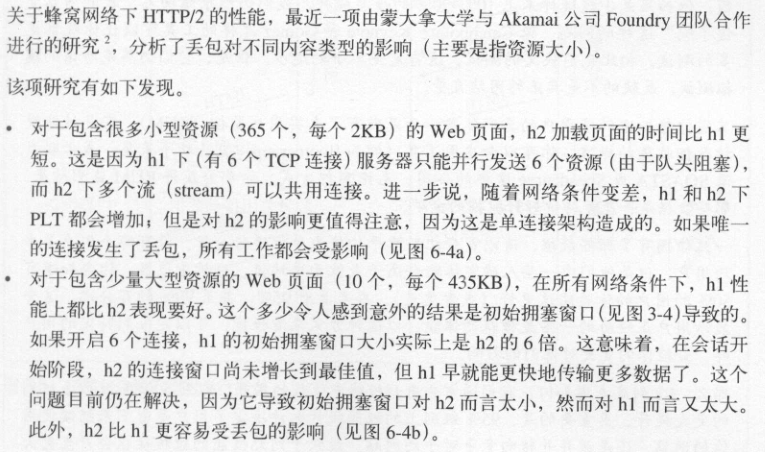 关于蜂窝网络下 HTTP/2 的性能，最近一项由蒙大拿大学与 Akamai 公司 Foundry 团队合作
进行的研究 2，分析了丢包对不同内容类型的影响（主要是指资源大小）。
该项研究有如下发现。
• 对于包含很多小型资源（365 个，每个 2KB）的 Web 页面，h2 加载页面的时间比 h1 更
短。这是因为 h1 下（有 6 个 TCP 连接）服务器只能并行发送 6 个资源（由于队头阻塞），
而 h2 下多个流（stream）可以共用连接。进一步说，随着网络条件变差，h1 和 h2 下
PLT 都会增加；但是对 h2 的影响更值得注意，因为这是单连接架构造成的。如果唯一
的连接发生了丢包，所有工作都会受影响（见图 6-4a）。
• 对于包含少量大型资源的 Web 页面（10 个，每个 435KB），在所有网络条件下，h1 性
能上都比 h2 表现要好。这个多少令人感到意外的结果是初始拥塞窗口（见图 3-4）导致的。
如果开启 6 个连接，h1 的初始拥塞窗口大小实际上是 h2 的 6 倍。这意味着，在会话开
始阶段，h2 的连接窗口尚未增长到最佳值，但 h1 早就能更快地传输更多数据了。这个
问题目前仍在解决，因为它导致初始拥塞窗口对 h2 而言太小，然而对 h1 而言又太大。
此外，h2 比 h1 更容易受丢包的影响（见图 6-4b）。